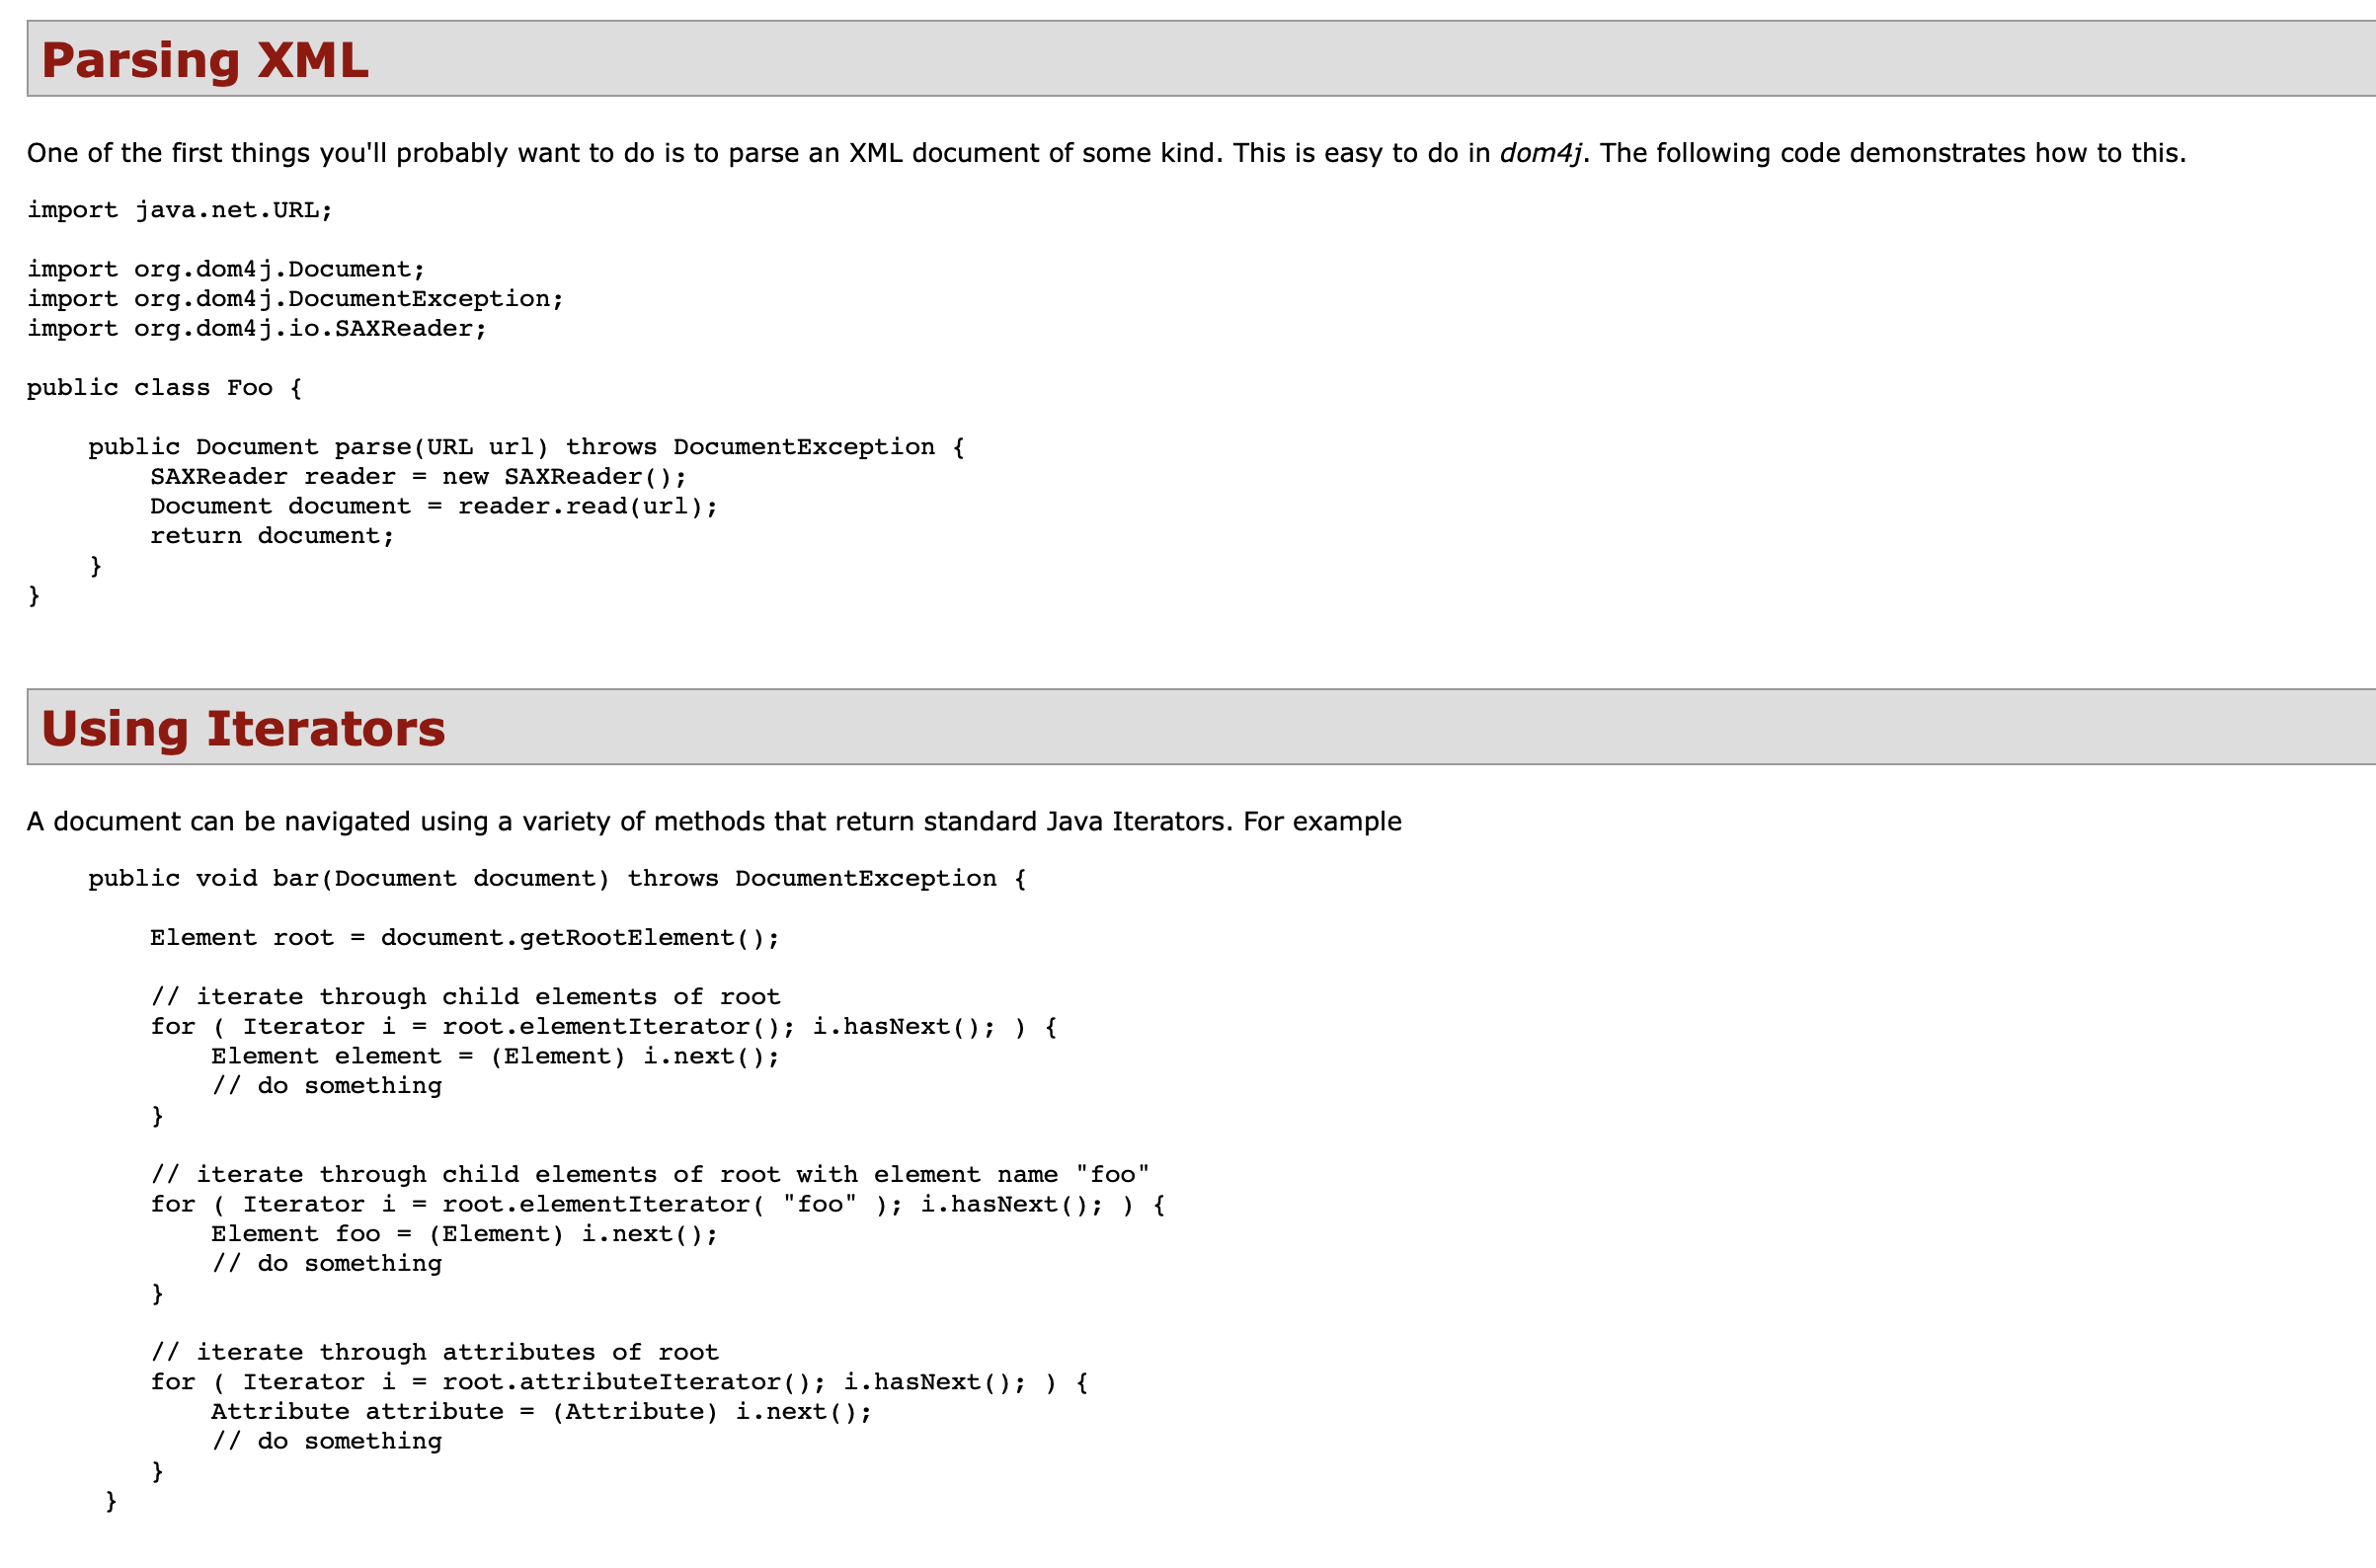 Parsing XML
One of the first things you'll probably want to do is to parse an XML document of some kind. This is easy to do in dom4j. The following code demonstrates how to this.
import java.net.URL;
import org.dom4j.Document;
import org.dom4j.DocumentException;
import org.dom4j.io.SAXReader;
public class Foo {
    public Document parse(URL url) throws DocumentException {
        SAXReader reader = new SAXReader();
        Document document = reader.read(url);
        return document;
    }
}
Using Iterators
A document can be navigated using a variety of methods that return standard Java Iterators. For example
    public void bar(Document document) throws DocumentException {
        Element root = document.getRootElement();
        // iterate through child elements of root
        for ( Iterator i = root.elementIterator(); i.hasNext(); ) {
            Element element = (Element) i.next();
            // do something
        }
        // iterate through child elements of root with element name "foo"
        for ( Iterator i = root.elementIterator( "foo" ); i.hasNext(); ) {
            Element foo = (Element) i.next();
            // do something
        }
        // iterate through attributes of root
        for ( Iterator i = root.attributeIterator(); i.hasNext(); ) {
            Attribute attribute = (Attribute) i.next();
            // do something
        }
     }